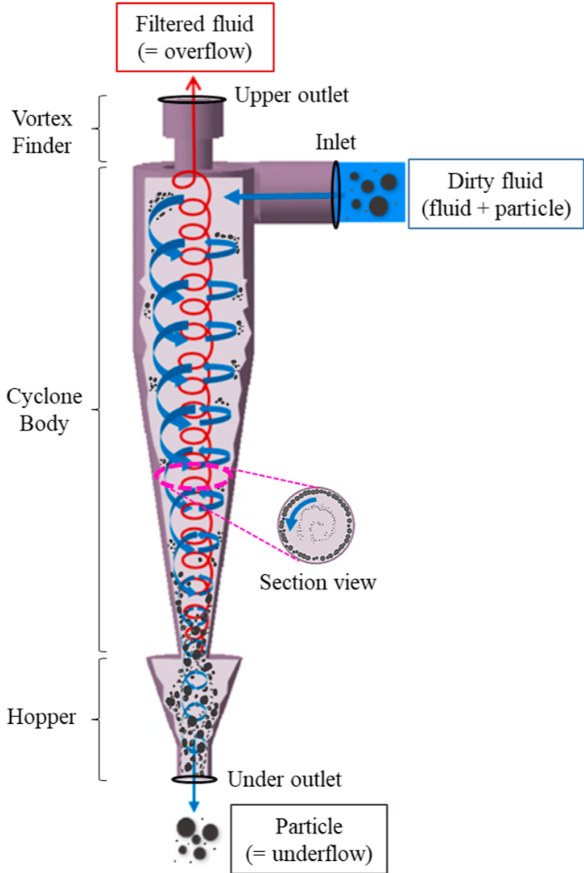 Filtered fluid
(= overflow)
Upper outlet
Vortex
Finder
Inlet
Dirty fluid
(fluid + particle)
Cyclone
Body
Section view
Hopper
Under outlet
Particle
(= underflow)